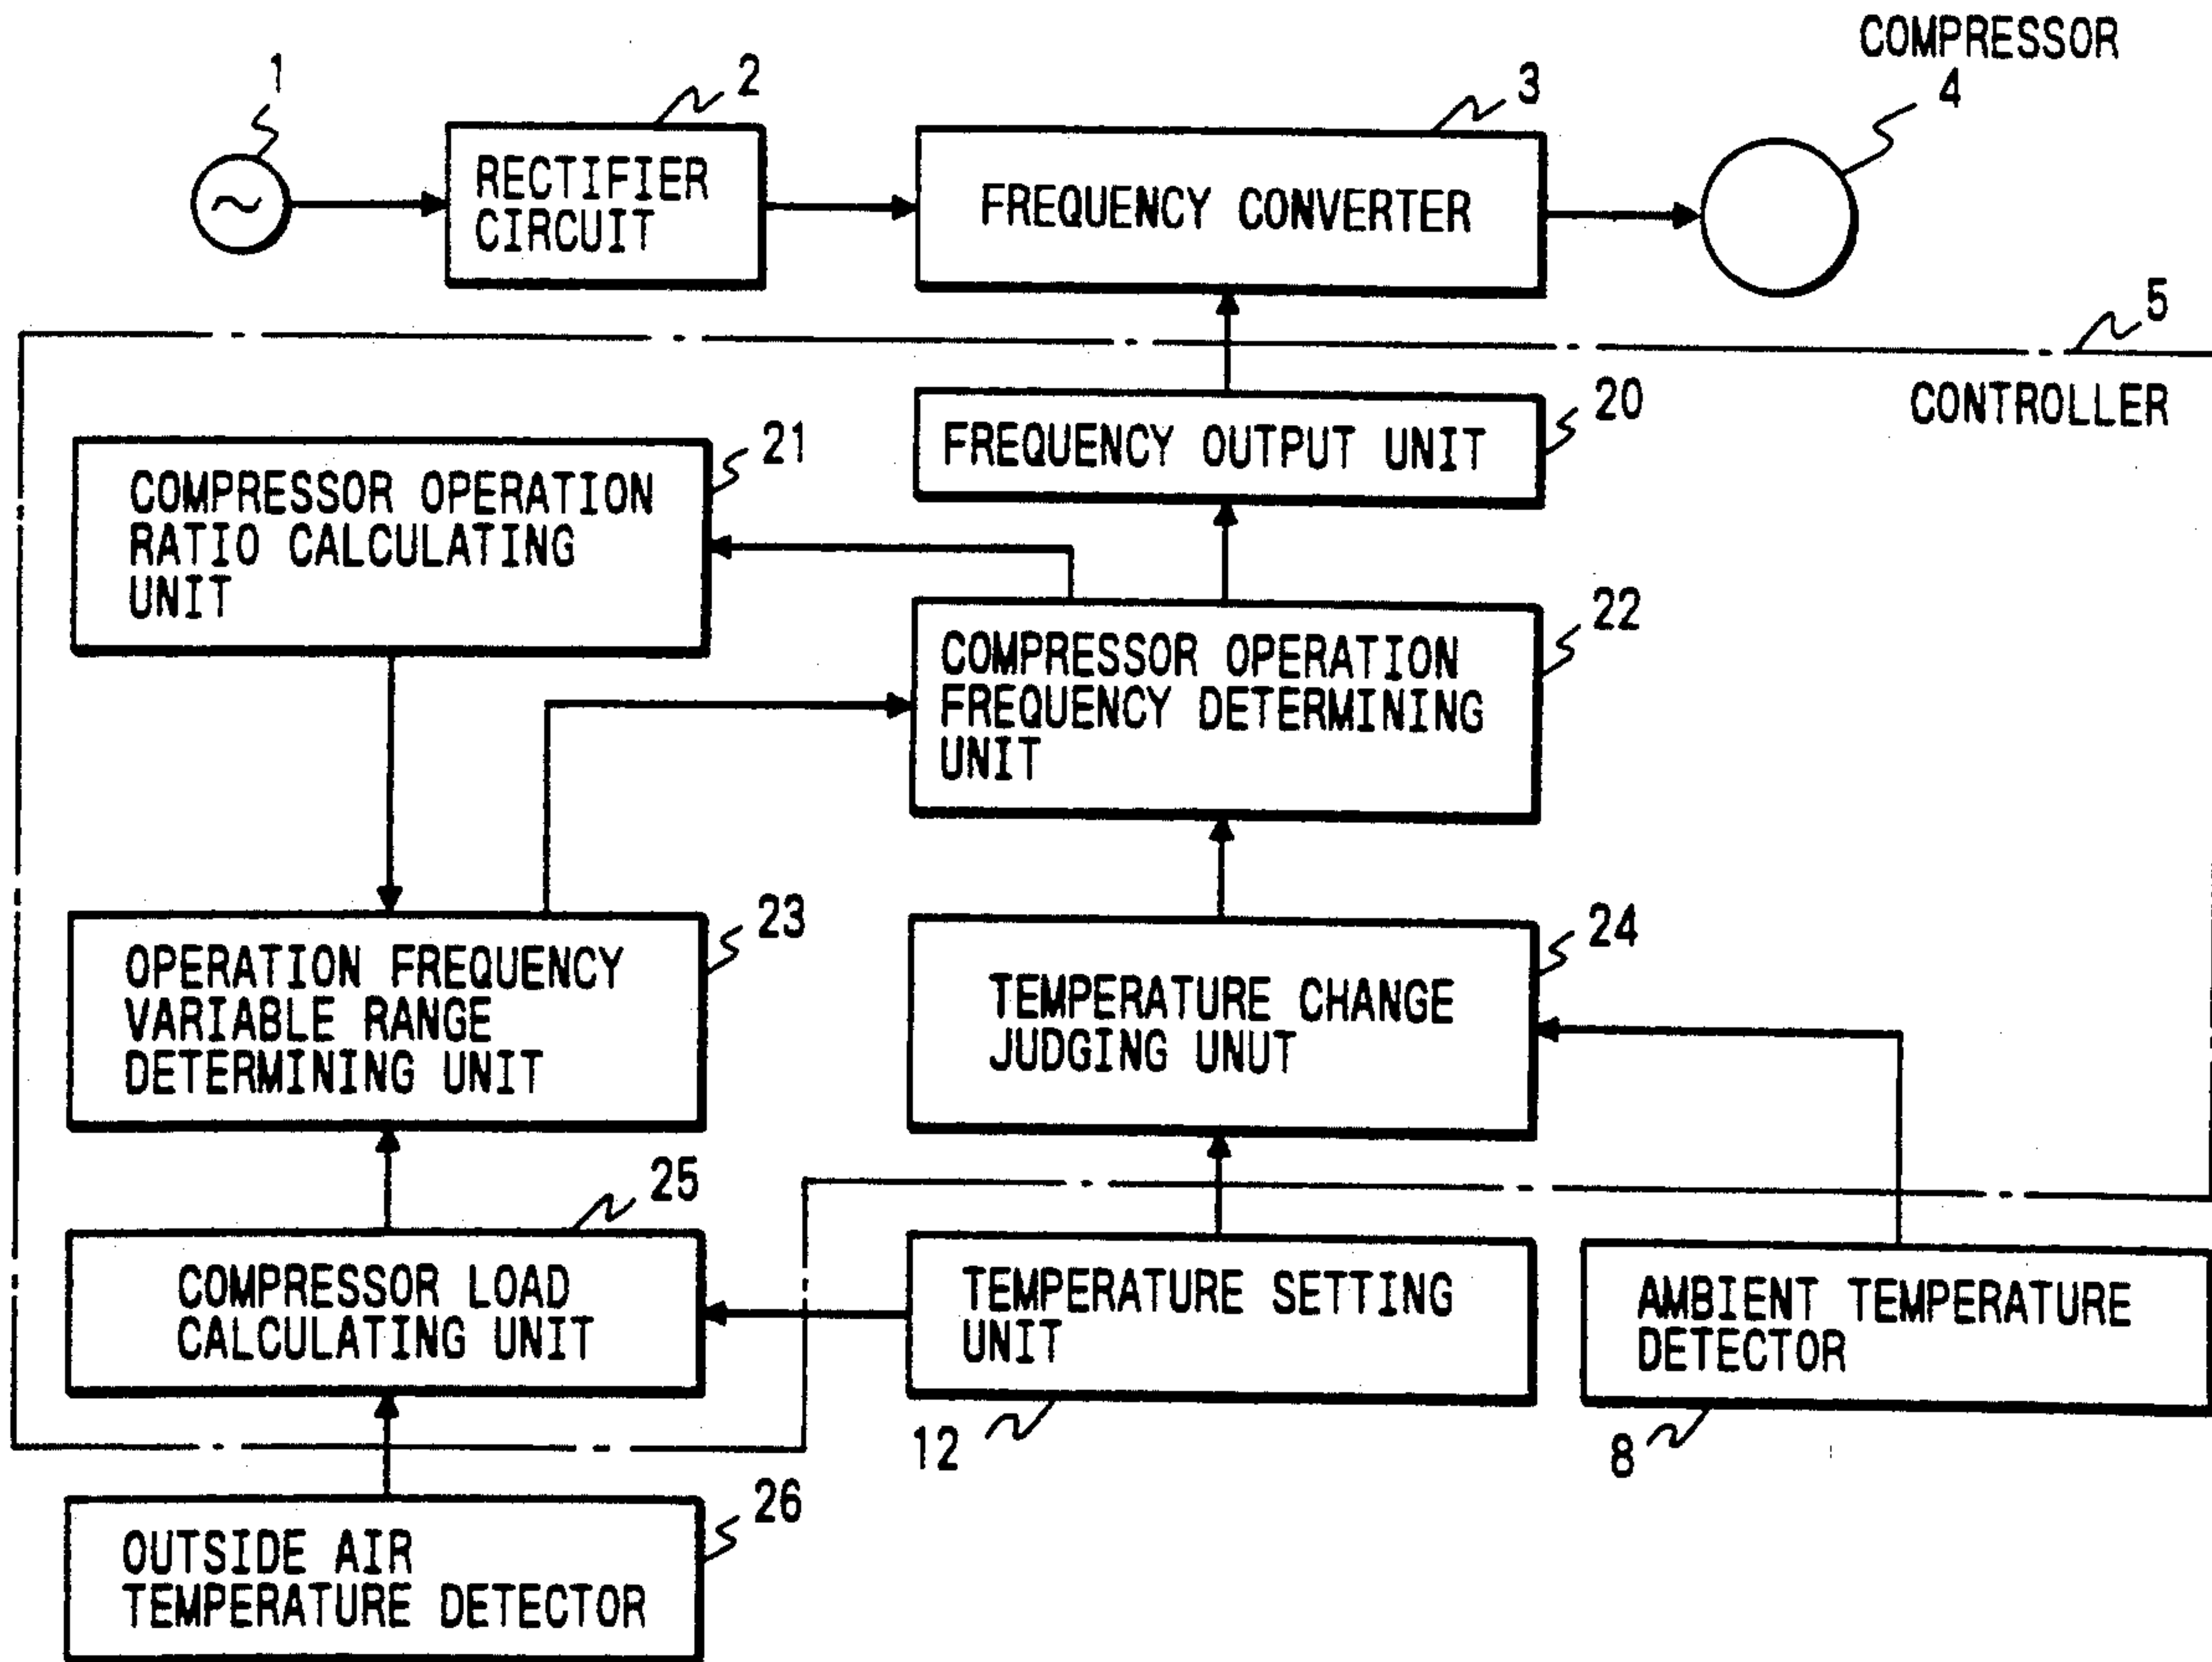 1
2
3
COMPRESSOR
4
RECTIFIER
CIRCUIT
FREQUENCY CONVERTER
~
5
CONTROLLER
20
FREQUENCY OUTPUT UNIT
21
COMPRESSOR OPERATION
RATIO CALCULATING
UNIT
22
COMPRESSOR OPERATION
FREQUENCY DETERMINING
UNIT
23
OPERATION FREQUENCY
VARIABLE RANGE
DETERMINING UNIT
24
TEMPERATURE CHANGE
JUDGING UNUT
25
COMPRESSOR LOAD
CALCULATING UNIT
TEMPERATURE SETTING
UNIT
12
AMBIENT TEMPERATURE
DETECTOR
8
26
OUTSIDE AIR
TEMPERATURE DETECTOR